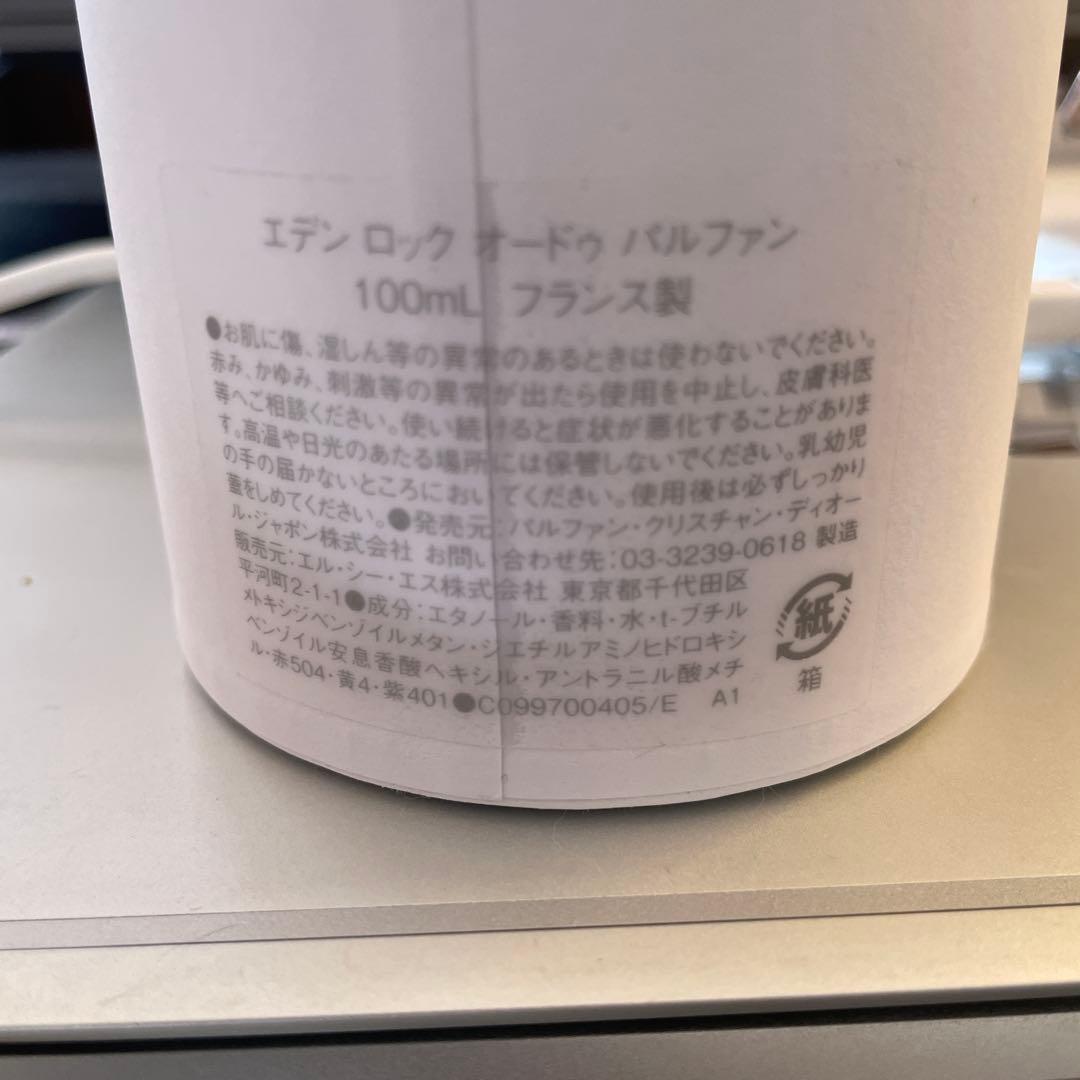 エデン ロック オードゥ パルファン
100mL フランス製
●お肌に傷、湿しん等の異常のあるときは使わないでください。
赤み、かゆみ、刺激等の異常が出たら使用を中止し、皮膚科医
等へご相談ください。使い続けると症状が悪化することがありま
す。高温や日光のあたる場所には保管しないでください。乳幼児
の手の届かないところにおいてください。使用後は必ずしっかり
蓋をしめてください。●発売元:パルファン・クリスチャン・ディオー
ル・ジャポン株式会社 お問い合わせ先:03-3239-0618 製造
販売元:エル・シー・エス株式会社 東京都千代田区
平河町2-1-1●成分:エタノール・香料・水・t-ブチル
メトキシジベンゾイルメタン・ジエチルアミノヒドロキシ
ベンゾイル安息香酸ヘキシル・アントラニル酸メチ
ル・赤504・黄4・紫401●C099700405/E A1
紙
箱